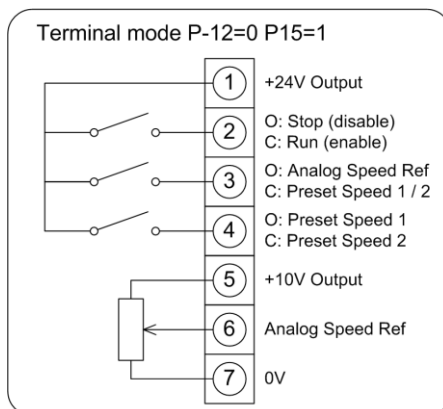 Terminal mode P-12=0 P15=1
1
+24V Output
2
O: Stop (disable)
C: Run (enable)
3
O: Analog Speed Ref
C: Preset Speed 1 / 2
4
O: Preset Speed 1
C: Preset Speed 2
5
+10V Output
6
Analog Speed Ref
7
0V